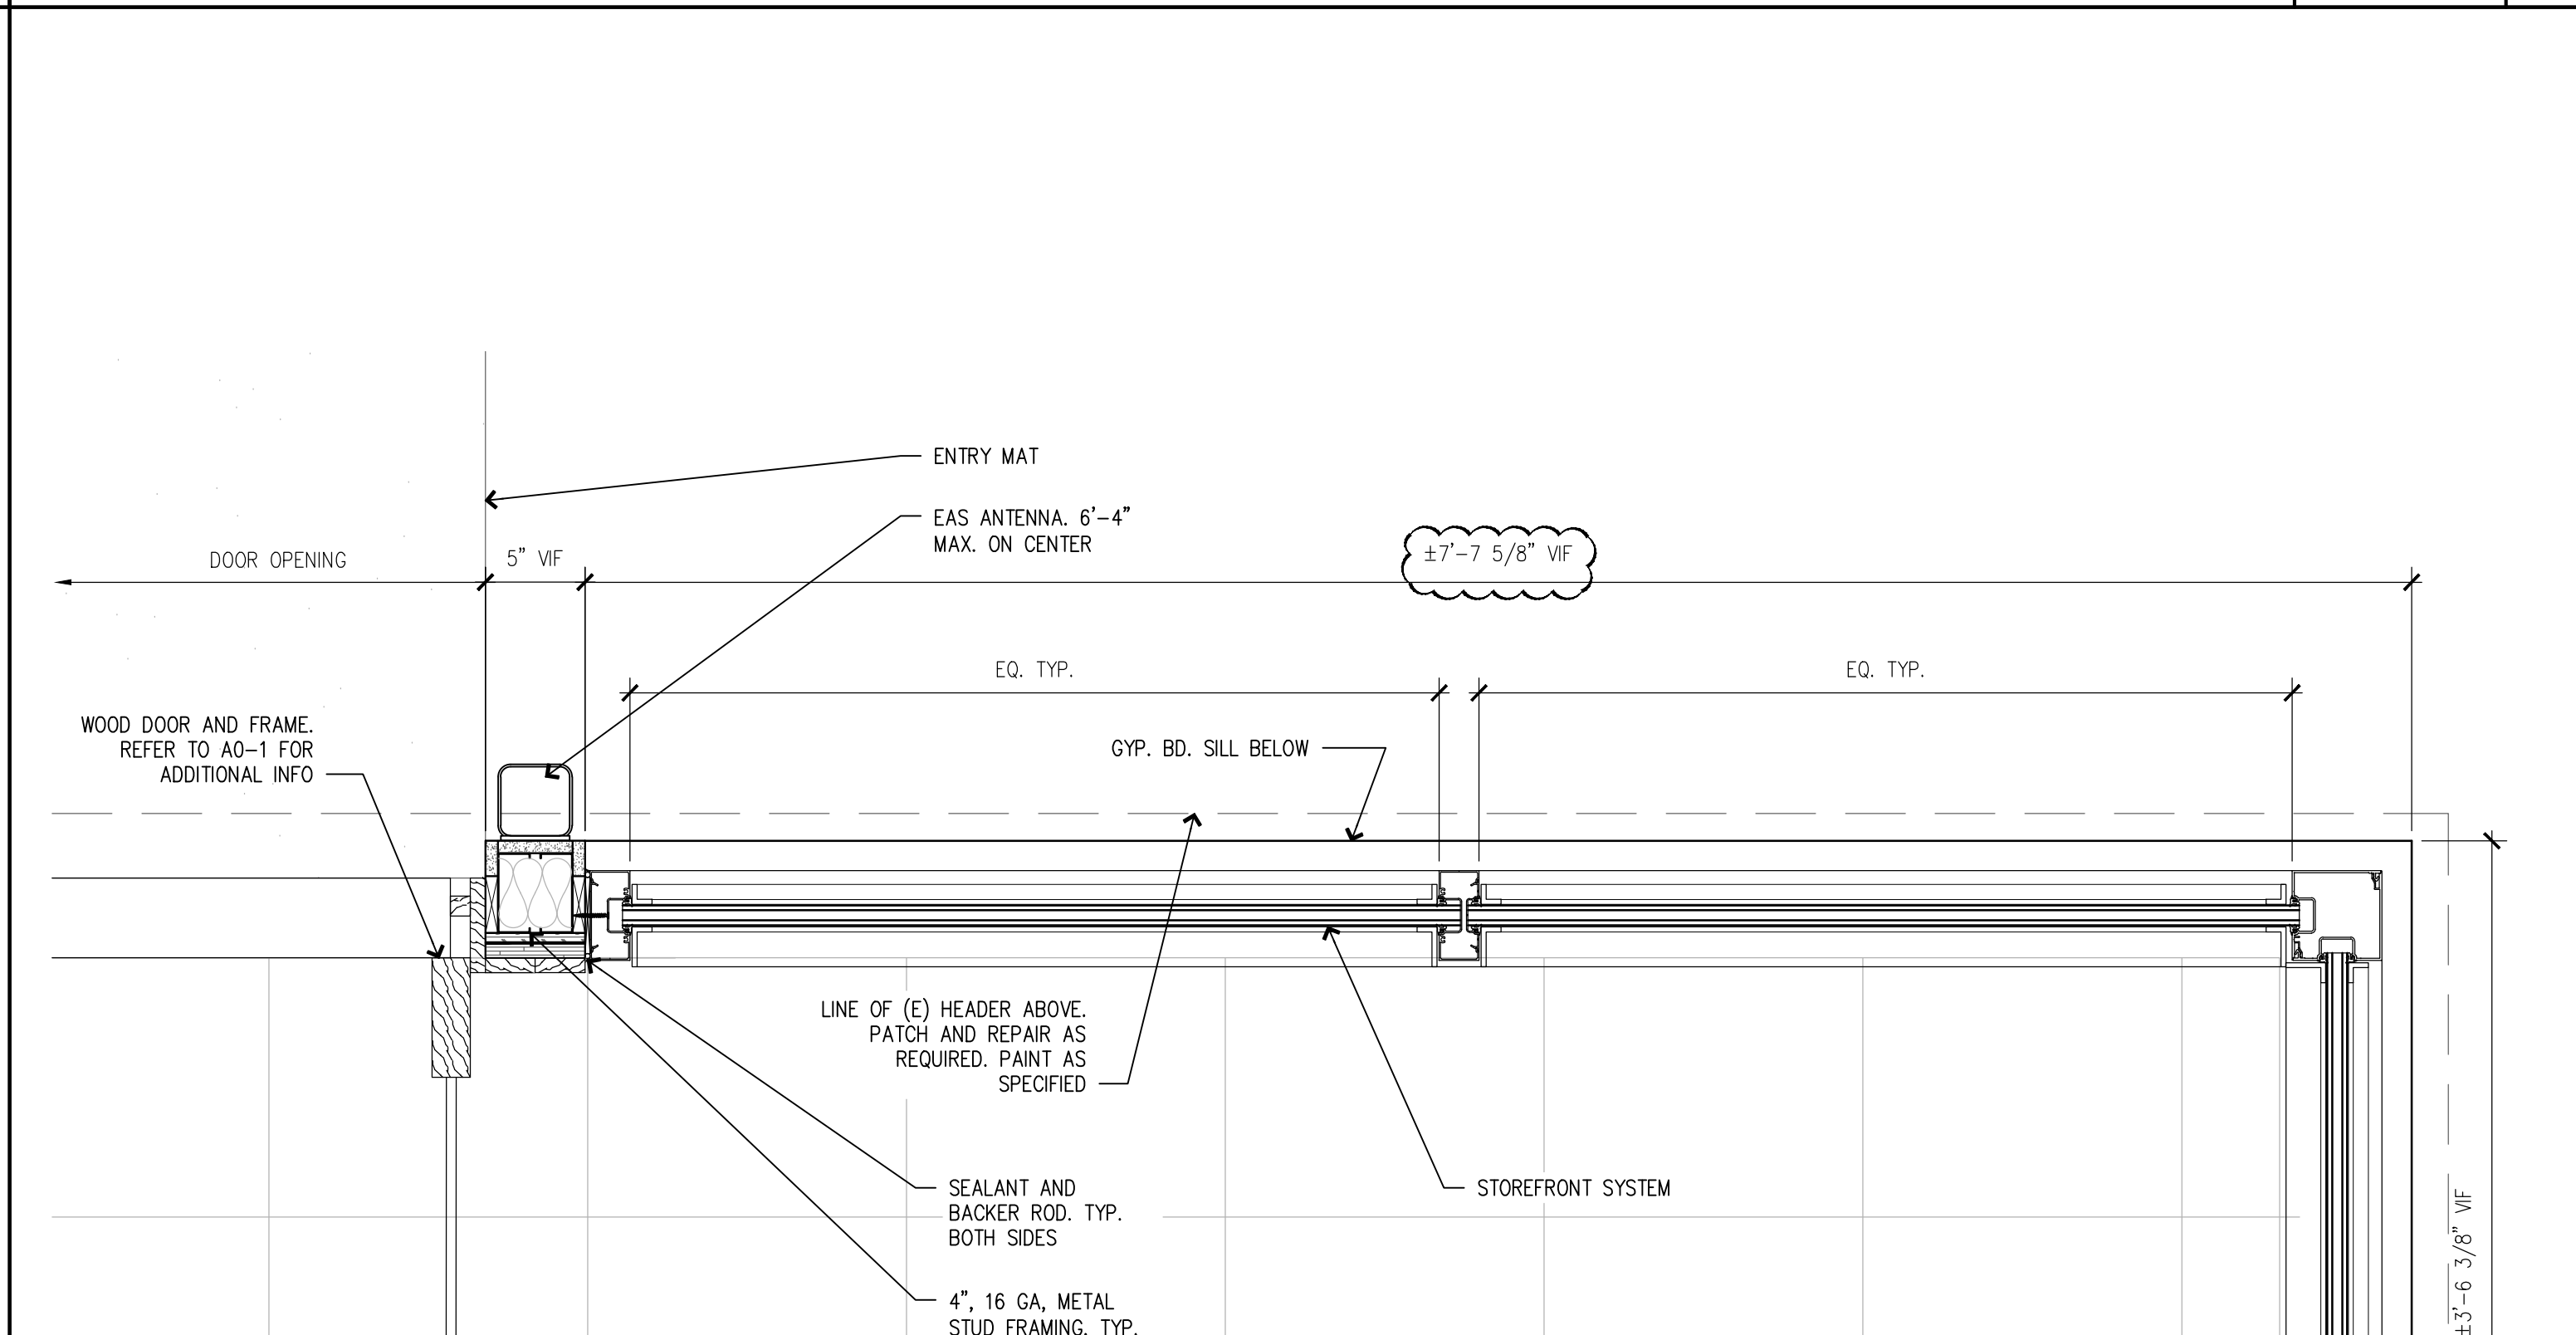 ENTRY MAT
EAS ANTENNA. 6'-4"
MAX. ON CENTER
DOOR OPENING
5" VIF
±7'-7 5/8" VIF
EQ. TYP.
EQ. TYP.
WOOD DOOR AND FRAME.
REFER TO A0-1 FOR
ADDITIONAL INFO
GYP. BD. SILL BELOW
LINE OF (E) HEADER ABOVE.
PATCH AND REPAIR AS
REQUIRED. PAINT AS
SPECIFIED
SEALANT AND
BACKER ROD. TYP.
BOTH SIDES
STOREFRONT SYSTEM
±3'-6 3/8" VIF
4", 16 GA, METAL
STUD FRAMING. TYP.